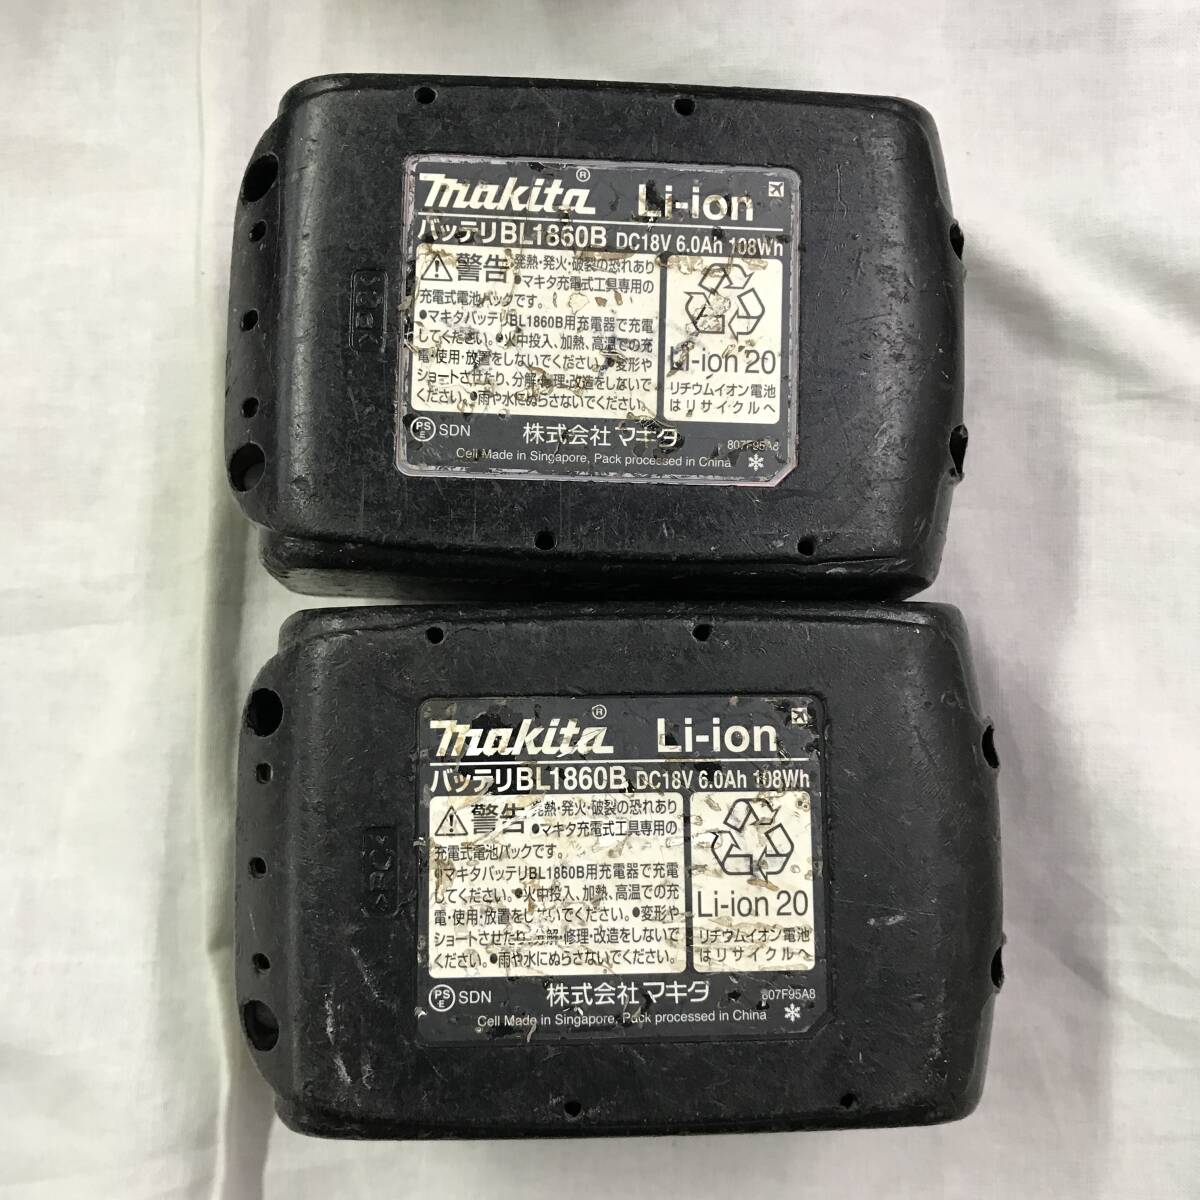 makita® Li-ion
バッテリBL1860B DC18V 6.0Ah 108Wh
警告 発熱・発火・破裂の恐れあり
●マキタ充電式工具専用の
充電式電池パックです。
●マキタバッテリBL1860B用充電器で充電
してください。●火中投入、加熱、高温での充
電・使用・放置をしないでください。●変形や
ショートさせたり、分解・修理・改造をしないで
ください。●雨や水にぬらさないでください。
Li-ion 20
リチウムイオン電池
はリサイクルへ
PSE SDN 株式会社マキタ 807F95A8
Cell Made in Singapore, Pack processed in China
makita® Li-ion
バッテリBL1860B DC18V 6.0Ah 108Wh
警告 発熱・発火・破裂の恐れあり
●マキタ充電式工具専用の
充電式電池パックです。
●マキタバッテリBL1860B用充電器で充電
してください。●火中投入、加熱、高温での充
電・使用・放置をしないでください。●変形や
ショートさせたり、分解・修理・改造をしないで
ください。●雨や水にぬらさないでください。
Li-ion 20
リチウムイオン電池
はリサイクルへ
PSE SDN 株式会社マキタ 807F95A8
Cell Made in Singapore, Pack processed in China